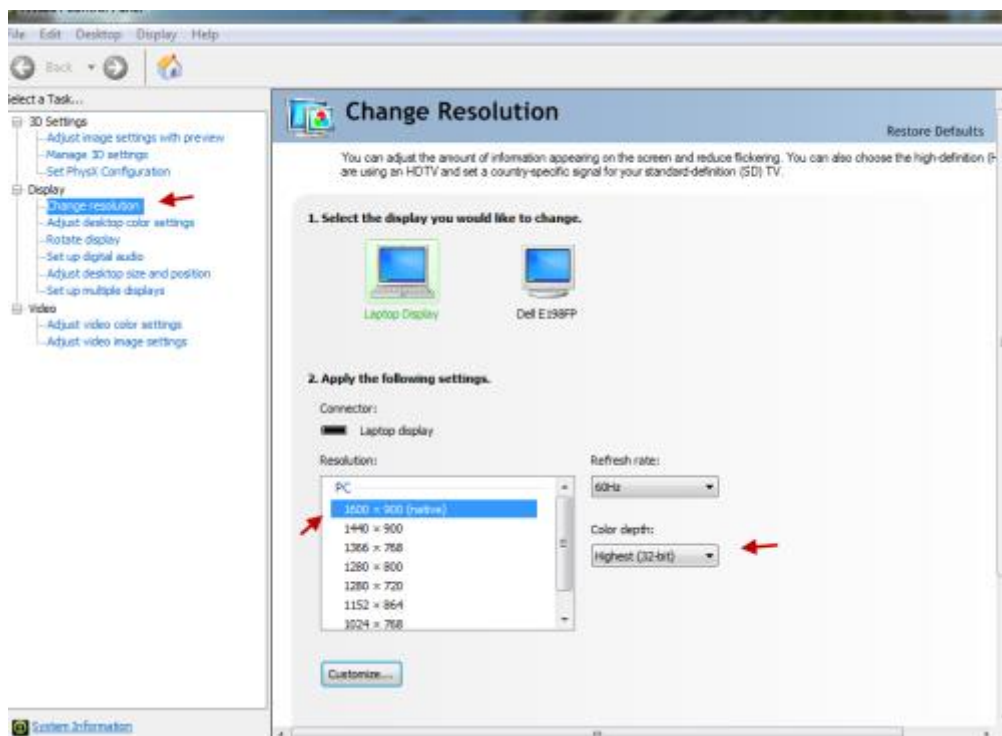 File Edit Desktop Display Help
Back
Select a Task...
3D Settings
Adjust image settings with preview
Manage 3D settings
Set PhysX Configuration
Display
Change resolution
Adjust desktop color settings
Rotate display
Set up digital audio
Adjust desktop size and position
Set up multiple displays
Video
Adjust video color settings
Adjust video image settings
System Information
Change Resolution
Restore Defaults
You can adjust the amount of information appearing on the screen and reduce flickering. You can also choose the high-definition (H
are using an HDTV and set a country-specific signal for your standard-definition (SD) TV.
1. Select the display you would like to change.
Laptop Display
Dell E198FP
2. Apply the following settings.
Connector:
Laptop display
Resolution:
PC
1600 × 900 (native)
1440 × 900
1366 × 768
1280 × 800
1280 × 720
1152 × 864
1024 × 768
Refresh rate:
60Hz
Color depth:
Highest (32-bit)
Customize...